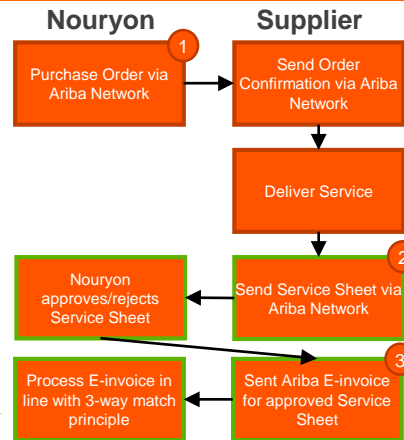 Nouryon
Supplier
1
Purchase Order via
Ariba Network
Send Order
Confirmation via Ariba
Network
Deliver Service
2
Nouryon
approves/rejects
Service Sheet
Send Service Sheet via
Ariba Network
3
Process E-invoice in
line with 3-way match
principle
Sent Ariba E-invoice
for approved Service
Sheet